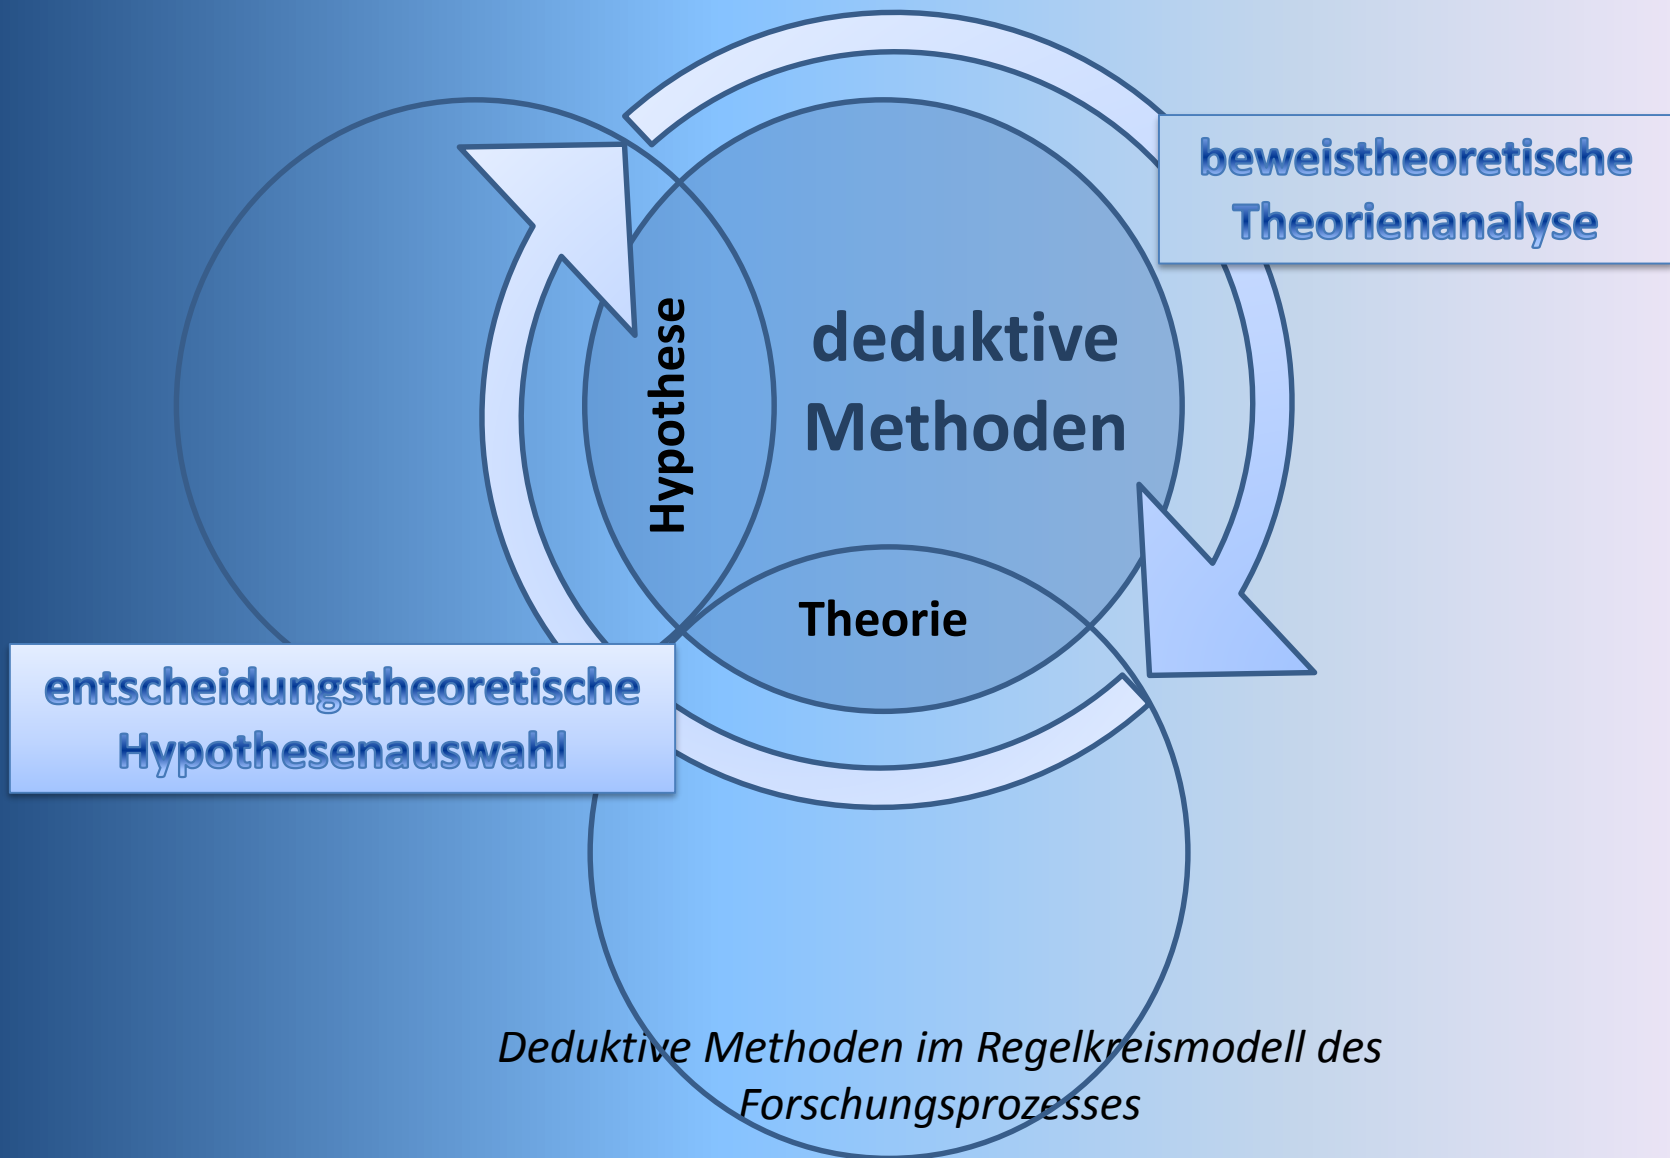 beweistheoretische
Theorienanalyse
deduktive
Methoden
Hypothese
Theorie
entscheidungstheoretische
Hypothesenauswahl
Deduktive Methoden im Regelkreismodell des
Forschungsprozesses